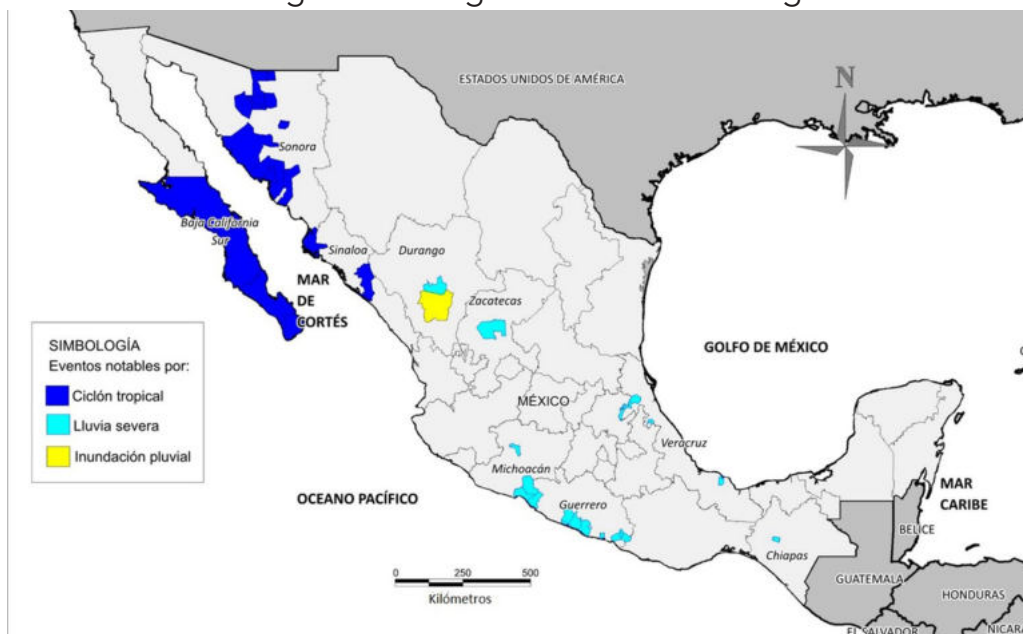 ESTADOS UNIDOS DE AMÉRICA
N
Sonora
Baja California
Sur
Sinaloa
Durango
MAR
DE
CORTÉS
Zacatecas
GOLFO DE MÉXICO
SIMBOLOGÍA
Eventos notables por:
Ciclón tropical
Lluvia severa
Inundación pluvial
MÉXICO
Veracruz
Michoacán
OCEANO PACÍFICO
Guerrero
MAR
CARIBE
BELICE
Chiapas
GUATEMALA
HONDURAS
EL SALVADOR
0 250 500
Kilómetros